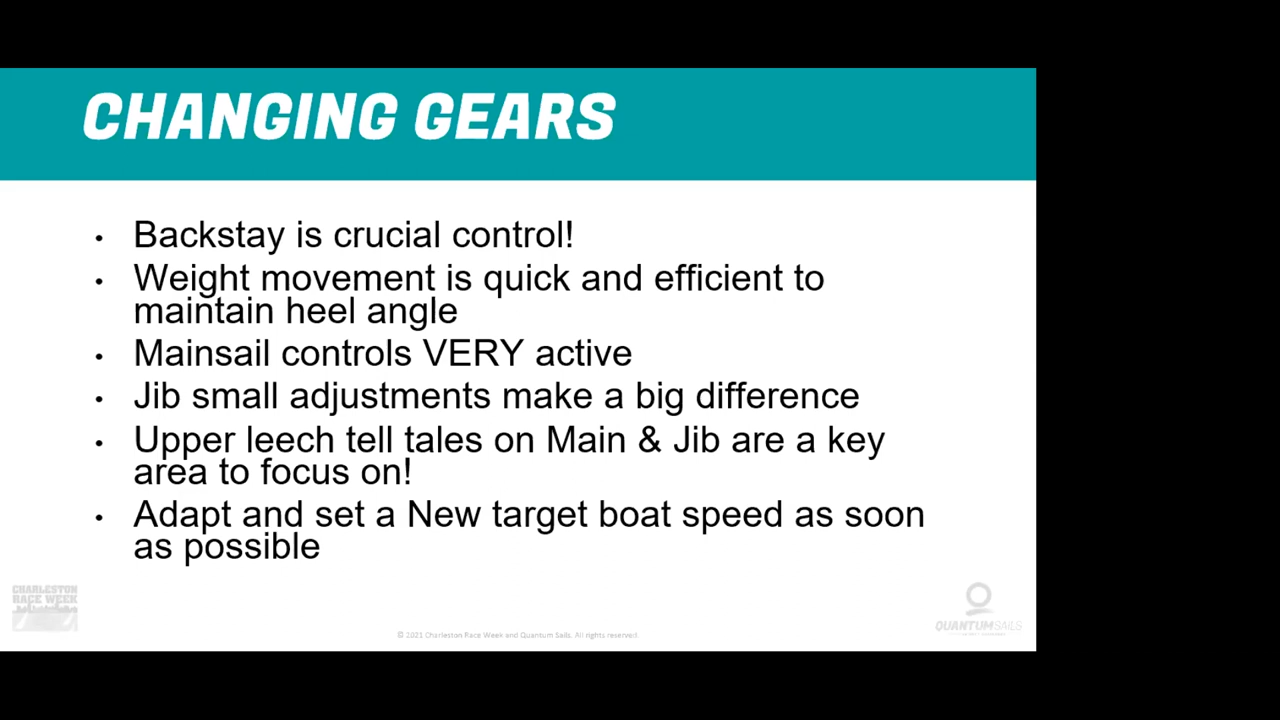 CHANGING GEARS
• Backstay is crucial control!
• Weight movement is quick and efficient to
maintain heel angle
• Mainsail controls VERY active
• Jib small adjustments make a big difference
• Upper leech tell tales on Main & Jib are a key
area to focus on!
• Adapt and set a New target boat speed as soon
as possible
CHARLESTON
RACE WEEK
QUANTUMSAILS
© 2021 Charleston Race Week and Quantum Sails. All rights reserved.